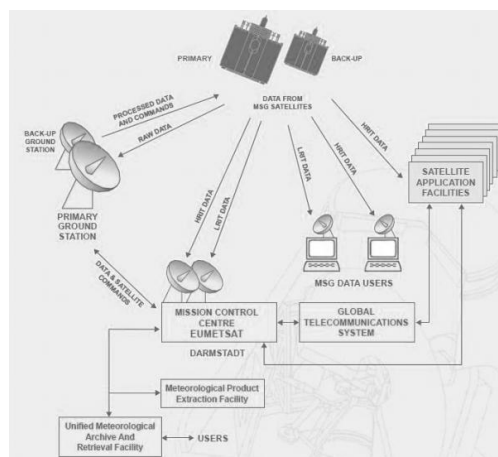 PRIMARY
BACK-UP
PROCESSED DATA
AND COMMANDS
RAW DATA
DATA FROM
MSG SATELLITES
BACK-UP
GROUND
STATION
PRIMARY
GROUND
STATION
HRIT DATA
LRIT DATA
LRIT DATA
HRIT DATA
HRIT DATA
SATELLITE
APPLICATION
FACILITIES
MSG DATA USERS
DATA & SATELLITE
COMMANDS
MISSION CONTROL
CENTRE
EUMETSAT
DARMSTADT
GLOBAL
TELECOMMUNICATIONS
SYSTEM
Meteorological Product
Extraction Facility
Unified Meteorological
Archive And
Retrieval Facility
USERS